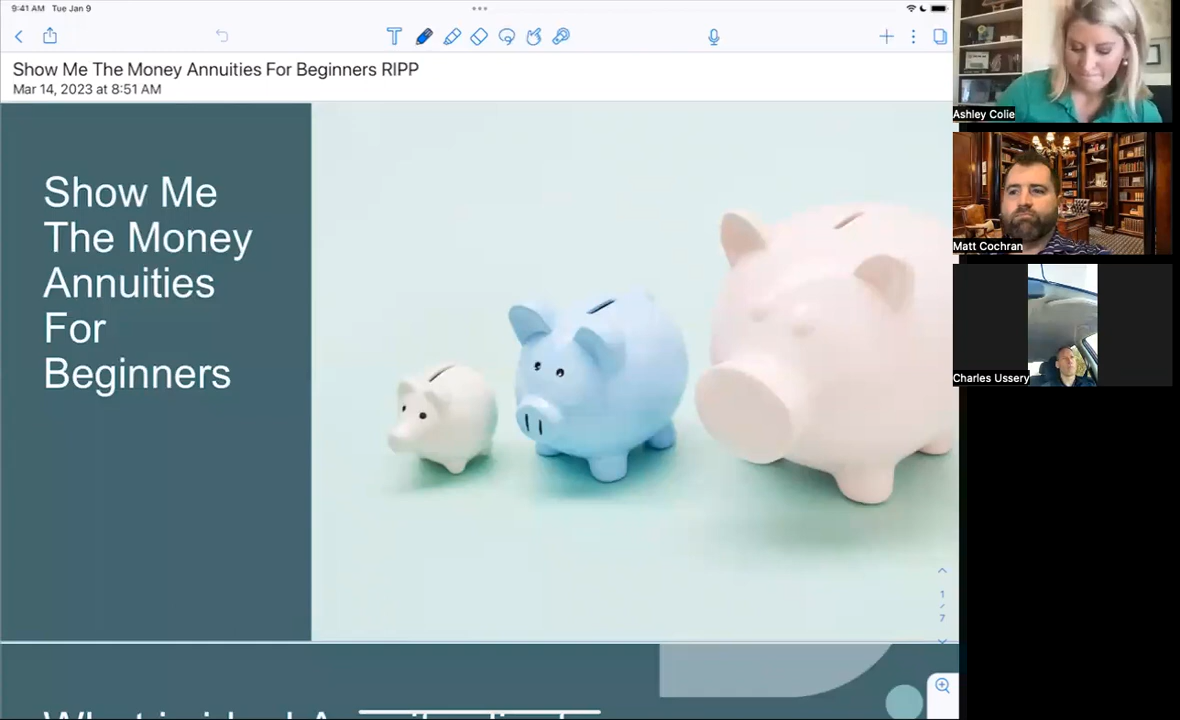 9:41 AM Tue Jan 9
Show Me The Money Annuities For Beginners RIPP
Mar 14, 2023 at 8:51 AM
Show Me
The Money
Annuities
For
Beginners
1
/
7
Ashley Colie
Matt Cochran
Charles Ussery